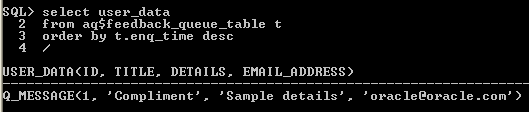 SQL> select user_data
2 from aq$feedback_queue_table t
3 order by t.enq_time desc
4 /
USER_DATA(ID, TITLE, DETAILS, EMAIL_ADDRESS)
Q_MESSAGE(1, 'Compliment', 'Sample details', 'oracle@oracle.com')